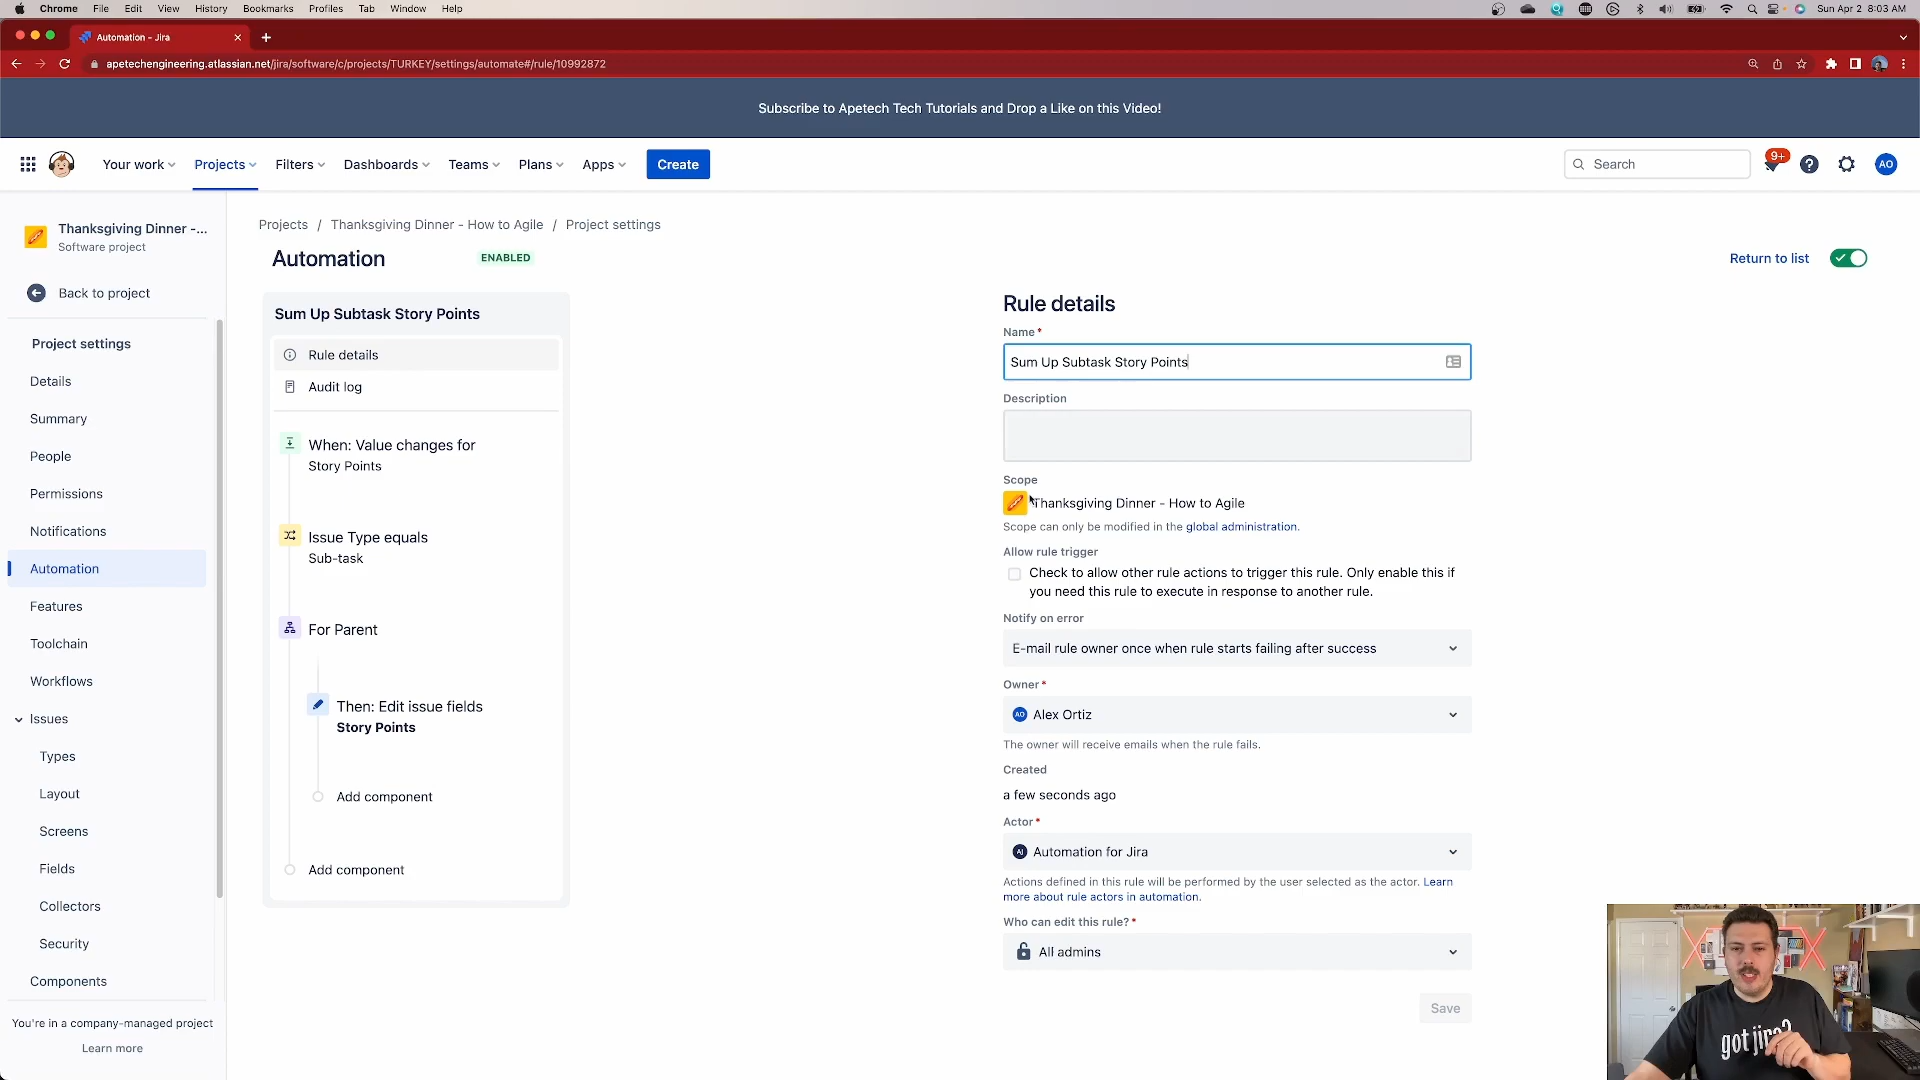 Chrome File Edit View History Bookmarks Profiles Tab Window Help
Sun Apr 2 8:03 AM
Automation - Jira
apetechengineering.atlassian.net/jira/software/c/projects/TURKEY/settings/automate#/rule/10992872
Subscribe to Apetech Tech Tutorials and Drop a Like on this Video!
Your work Projects Filters Dashboards Teams Plans Apps Create
Search
9+
AO
Thanksgiving Dinner -...
Software project
Back to project
Project settings
Details
Summary
People
Permissions
Notifications
Automation
Features
Toolchain
Workflows
Issues
Types
Layout
Screens
Fields
Collectors
Security
Components
You're in a company-managed project
Learn more
Projects / Thanksgiving Dinner - How to Agile / Project settings
Automation
ENABLED
Return to list
Sum Up Subtask Story Points
Rule details
Audit log
When: Value changes for
Story Points
Issue Type equals
Sub-task
For Parent
Then: Edit issue fields
Story Points
Add component
Add component
Rule details
Name *
Sum Up Subtask Story Points
Description
Scope
Thanksgiving Dinner - How to Agile
Scope can only be modified in the global administration.
Allow rule trigger
Check to allow other rule actions to trigger this rule. Only enable this if
you need this rule to execute in response to another rule.
Notify on error
E-mail rule owner once when rule starts failing after success
Owner *
AO Alex Ortiz
The owner will receive emails when the rule fails.
Created
a few seconds ago
Actor *
AJ Automation for Jira
Actions defined in this rule will be performed by the user selected as the actor. Learn
more about rule actors in automation.
Who can edit this rule? *
All admins
Save
got jira?